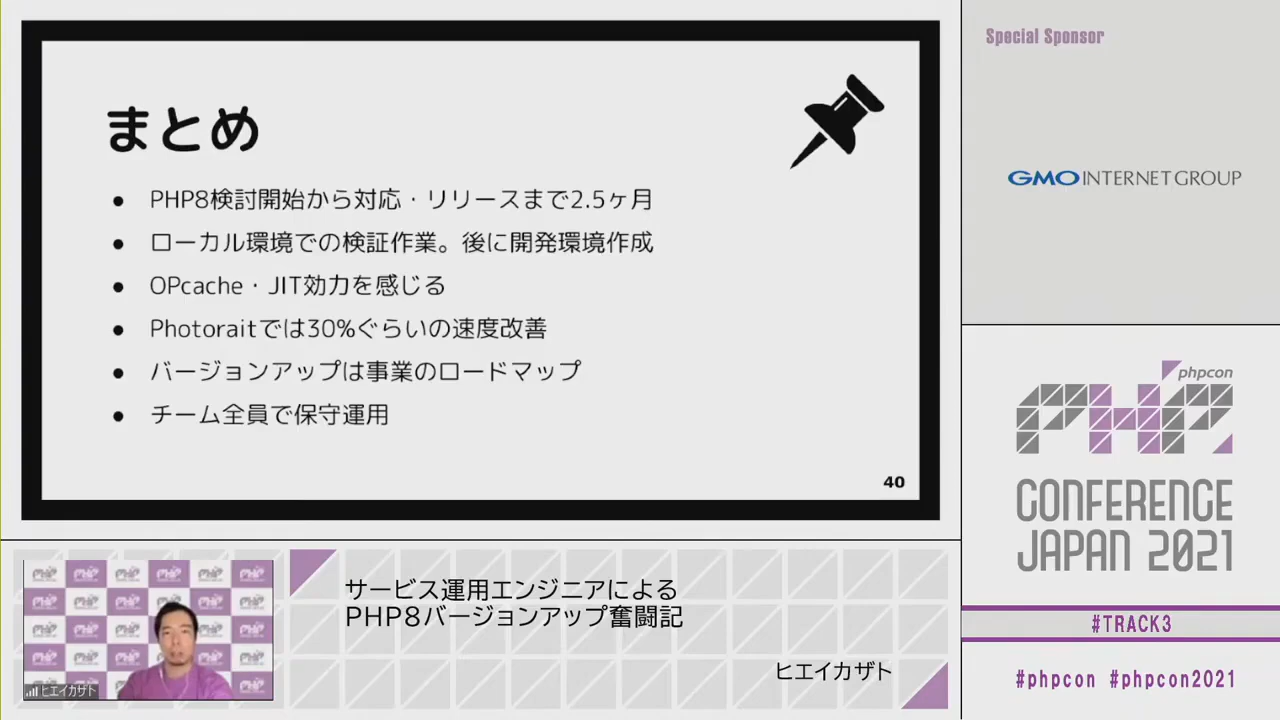 まとめ
● PHP8検討開始から対応・リリースまで2.5ヶ月
● ローカル環境での検証作業。後に開発環境作成
● OPcache・JIT効力を感じる
● Photoraitでは30%ぐらいの速度改善
● バージョンアップは事業のロードマップ
● チーム全員で保守運用
40
Special Sponsor
GMO INTERNET GROUP
phpcon
PHP
CONFERENCE
JAPAN 2021
#TRACK3
#phpcon #phpcon2021
サービス運用エンジニアによる
PHP8バージョンアップ奮闘記
ヒエイカザト
ヒエイカザト